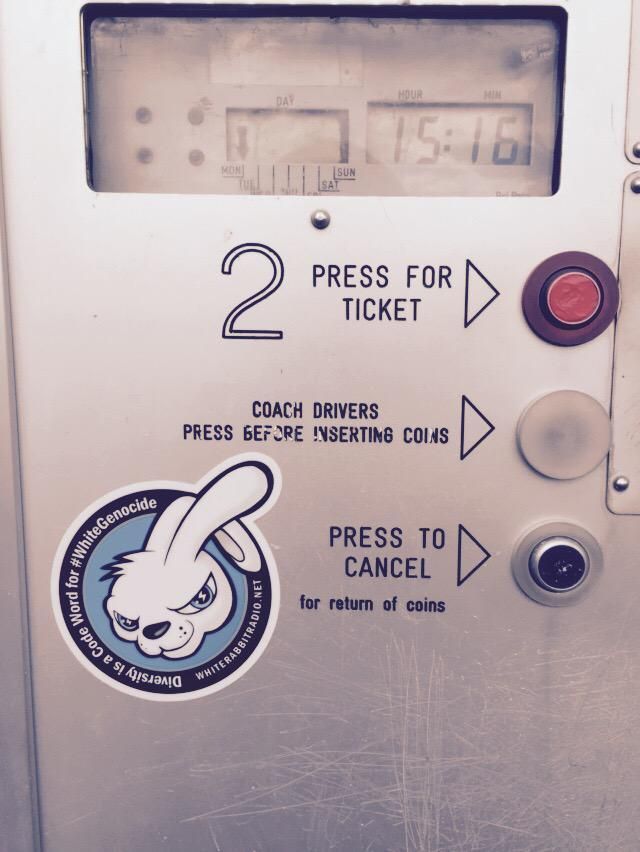 DAY
HOUR MIN
15:16
MON SUN
TUE SAT
2 PRESS FOR
TICKET
COACH DRIVERS
PRESS BEFORE INSERTING COINS
PRESS TO
CANCEL
for return of coins
Diversity is a Code Word for #WhiteGenocide
WHITERABBITRADIO.NET